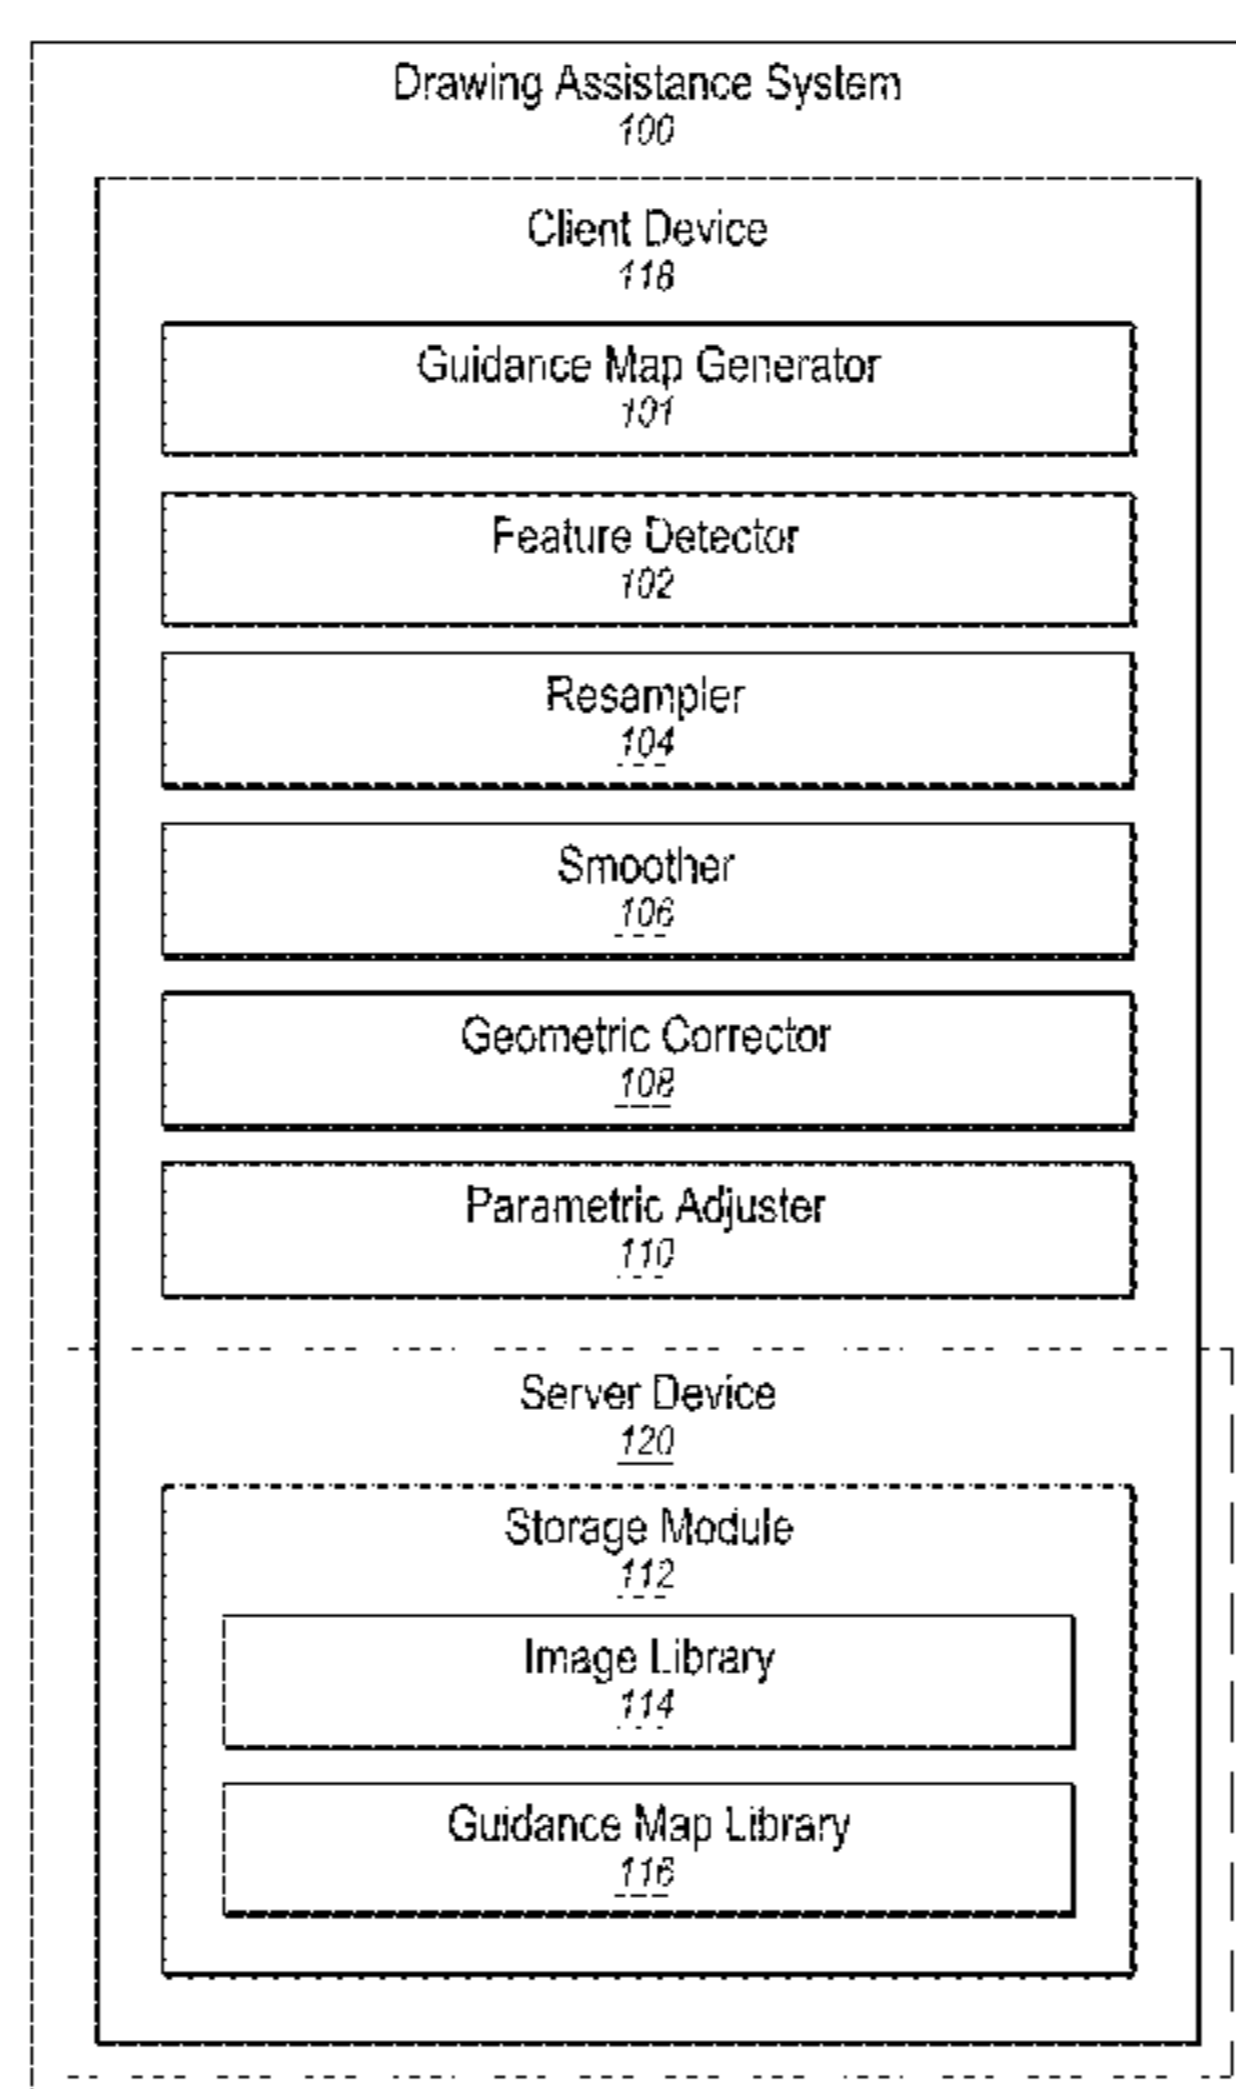 Drawing Assistance System
100
Client Device
118
Guidance Map Generator
101
Feature Detector
102
Resampler
104
Smoother
106
Geometric Corrector
108
Parametric Adjuster
110
Server Device
120
Storage Module
112
Image Library
114
Guidance Map Library
116